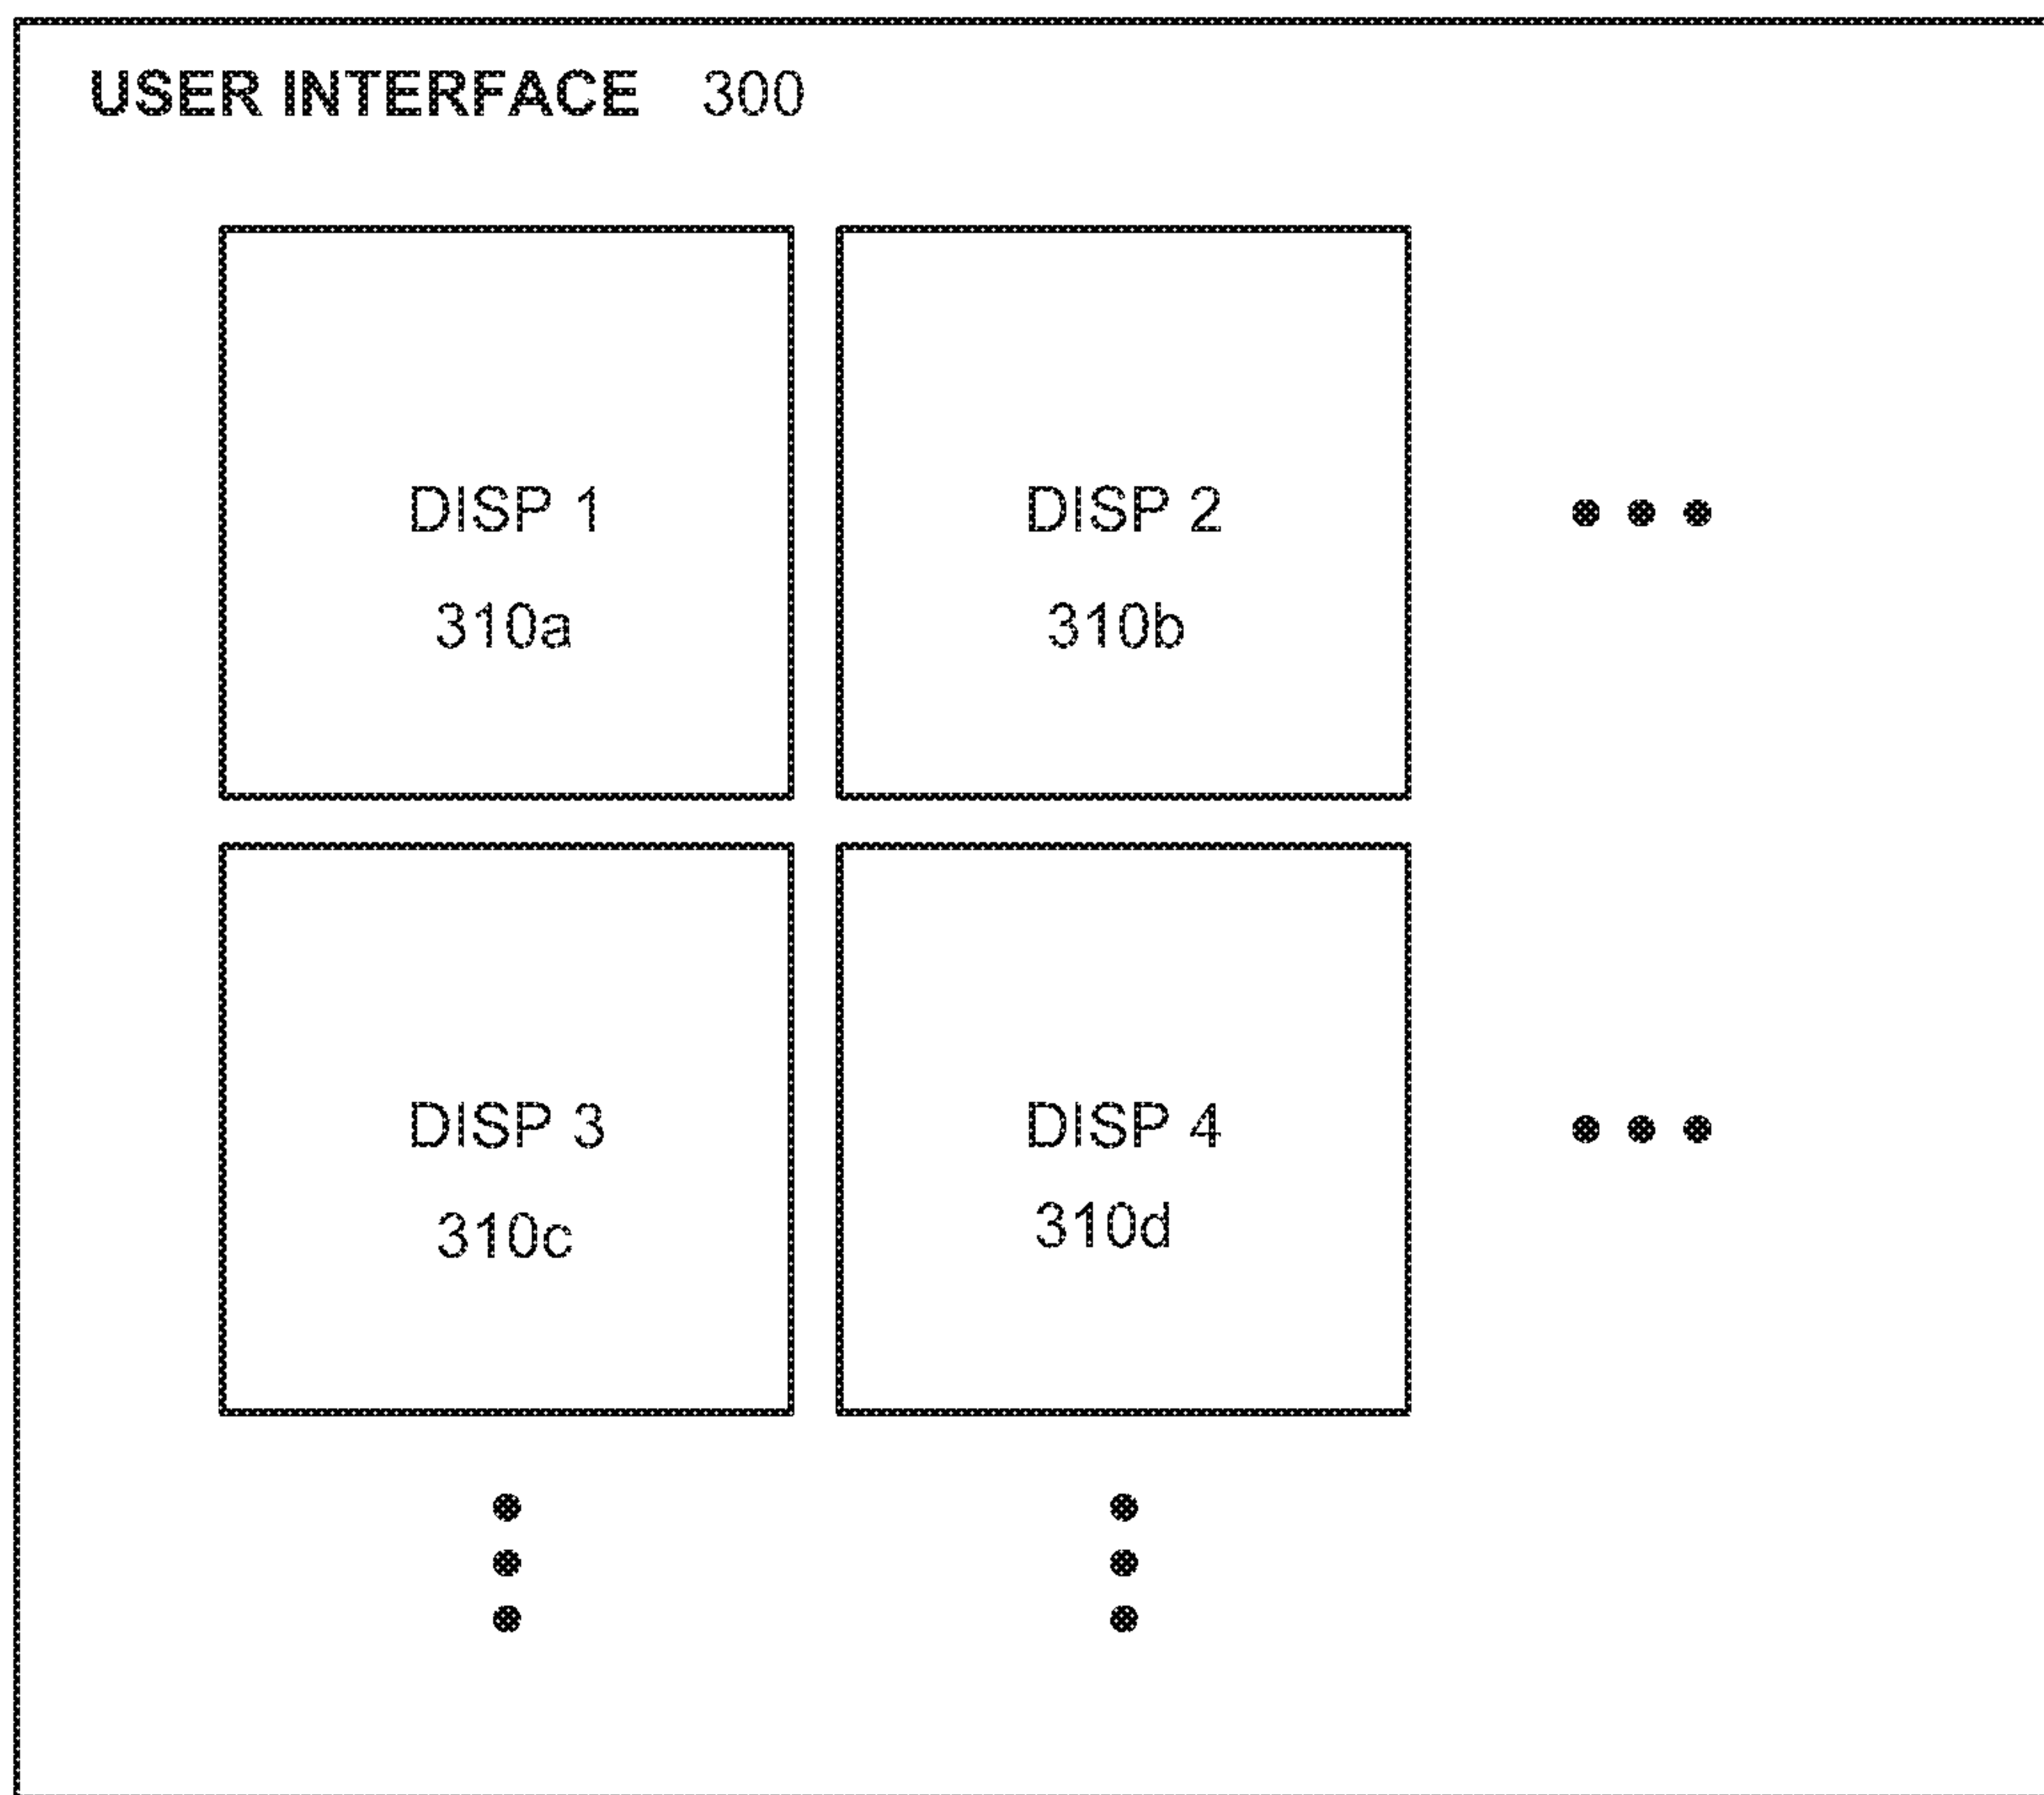 USER INTERFACE 300
DISP 1
310a
DISP 2
310b
DISP 3
310c
DISP 4
310d